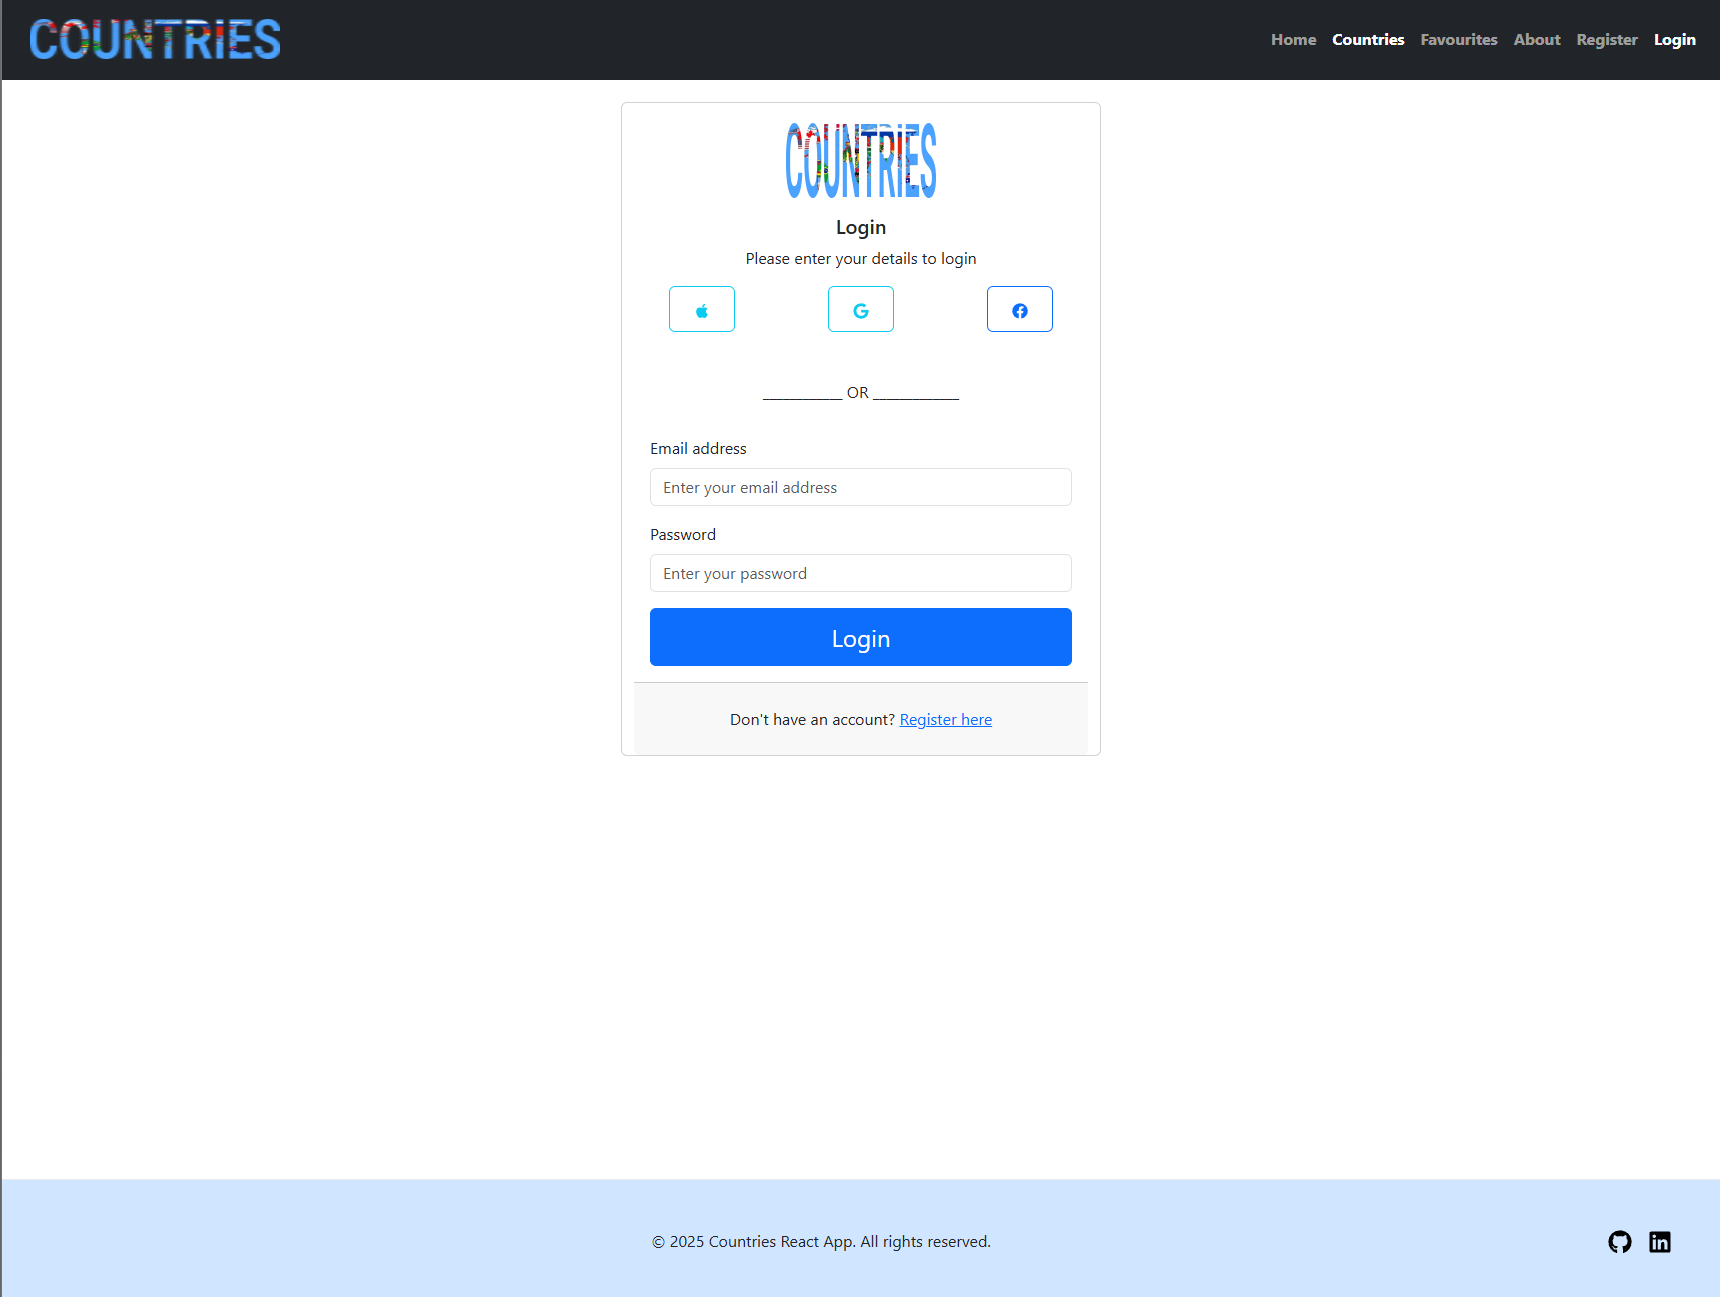 COUNTRIES
Home Countries Favourites About Register Login
COUNTRIES
Login
Please enter your details to login
____________ OR _____________
Email address
Enter your email address
Password
Enter your password
Login
Don't have an account? Register here
© 2025 Countries React App. All rights reserved.